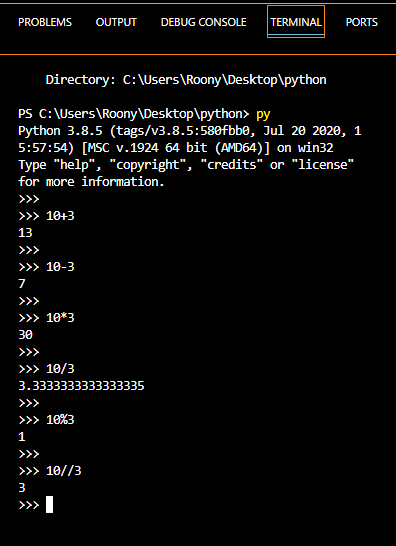 PROBLEMS OUTPUT DEBUG CONSOLE TERMINAL PORTS
Directory: C:\Users\Roony\Desktop\python
PS C:\Users\Roony\Desktop\python> py
Python 3.8.5 (tags/v3.8.5:580fbb0, Jul 20 2020, 1
5:57:54) [MSC v.1924 64 bit (AMD64)] on win32
Type "help", "copyright", "credits" or "license"
for more information.
>>>
>>> 10+3
13
>>>
>>> 10-3
7
>>>
>>> 10*3
30
>>>
>>> 10/3
3.3333333333333335
>>>
>>> 10%3
1
>>>
>>> 10//3
3
>>>